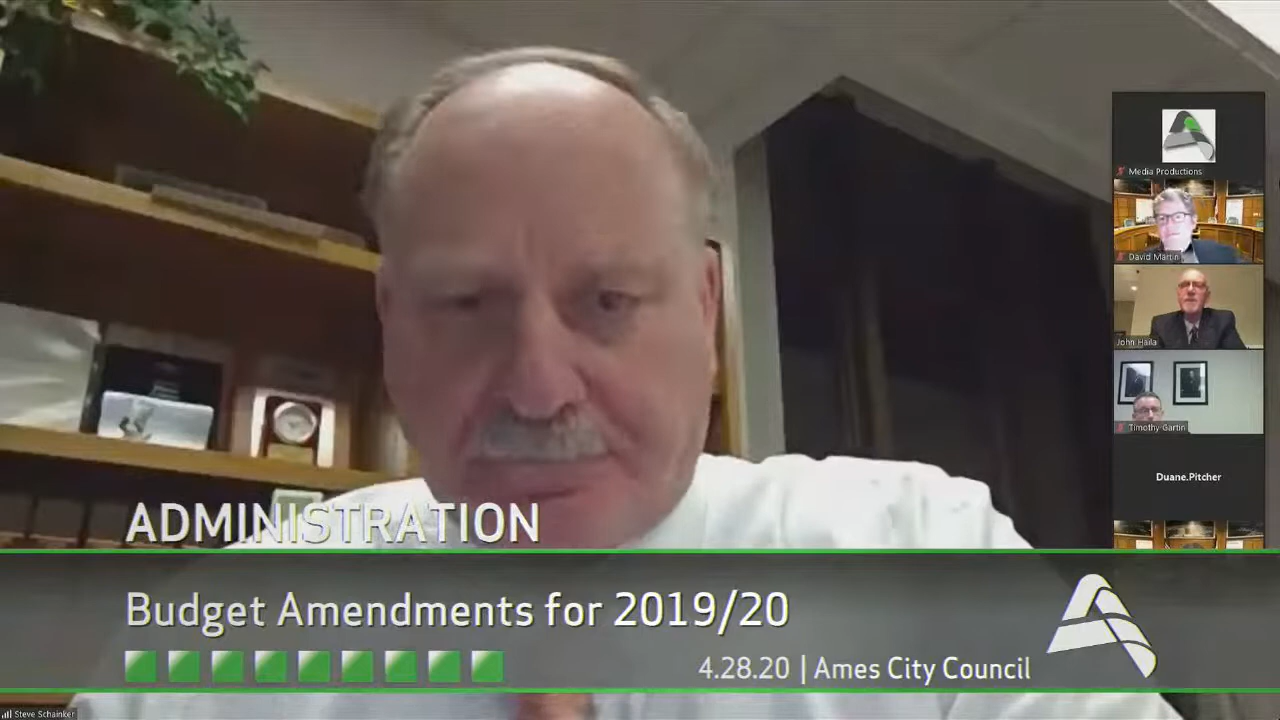 Media Productions
David Martin
John Haila
Timothy Gartin
Duane.Pitcher
ADMINISTRATION
Budget Amendments for 2019/20
4.28.20 | Ames City Council
Steve Schainker